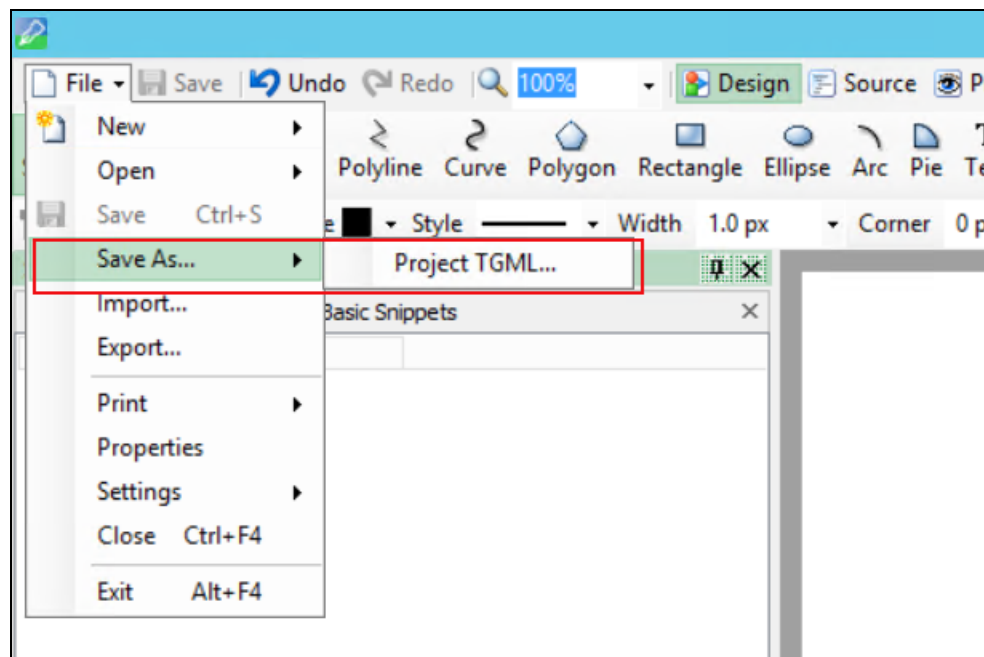 File Save Undo Redo 100% Design Source P
New
Polyline Curve Polygon Rectangle Ellipse Arc Pie Te
Open
Save Ctrl+S
e Style Width 1.0 px Corner 0 p
Save As...
Project TGML...
Import...
Basic Snippets
Export...
Print
Properties
Settings
Close Ctrl+F4
Exit Alt+F4